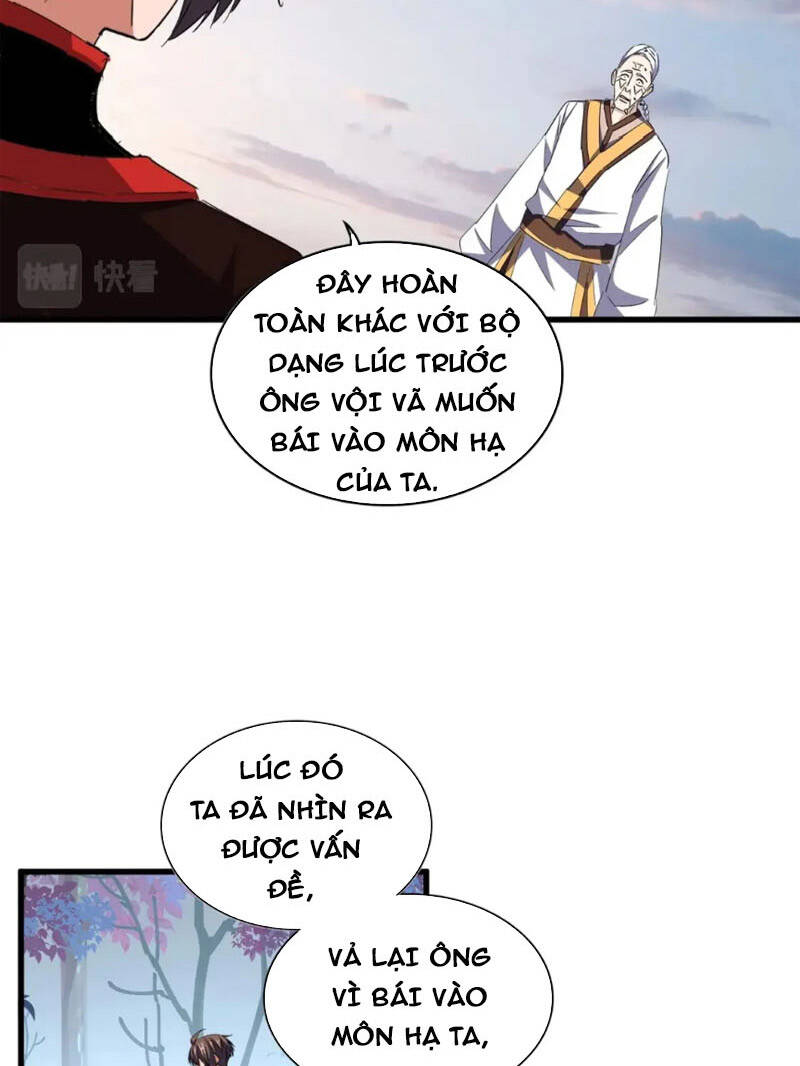 快看! 快看
ĐÂY HOÀN
TOÀN KHÁC VỚI BỘ
DẠNG LÚC TRƯỚC
ÔNG VỘI VÃ MUỐN
BÁI VÀO MÔN HẠ
CỦA TA.
LÚC ĐÓ
TA ĐÃ NHÌN RA
ĐƯỢC VẤN
ĐỀ,
VẢ LẠI ÔNG
VÌ BÁI VÀO
MÔN HẠ TA,